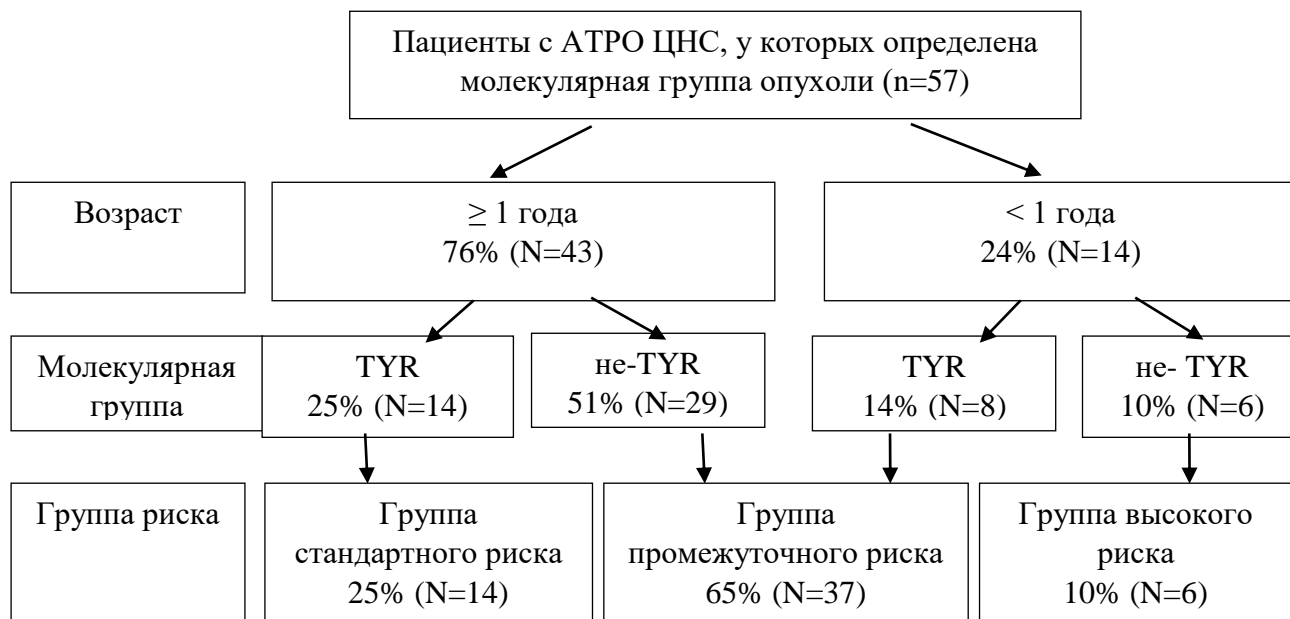 Пациенты с АТРО ЦНС, у которых определена
молекулярная группа опухоли (n=57)
Возраст
≥ 1 года
76% (N=43)
< 1 года
24% (N=14)
Молекулярная
группа
TYR
25% (N=14)
не-TYR
51% (N=29)
TYR
14% (N=8)
не- TYR
10% (N=6)
Группа риска
Группа
стандартного риска
25% (N=14)
Группа
промежуточного риска
65% (N=37)
Группа высокого
риска
10% (N=6)